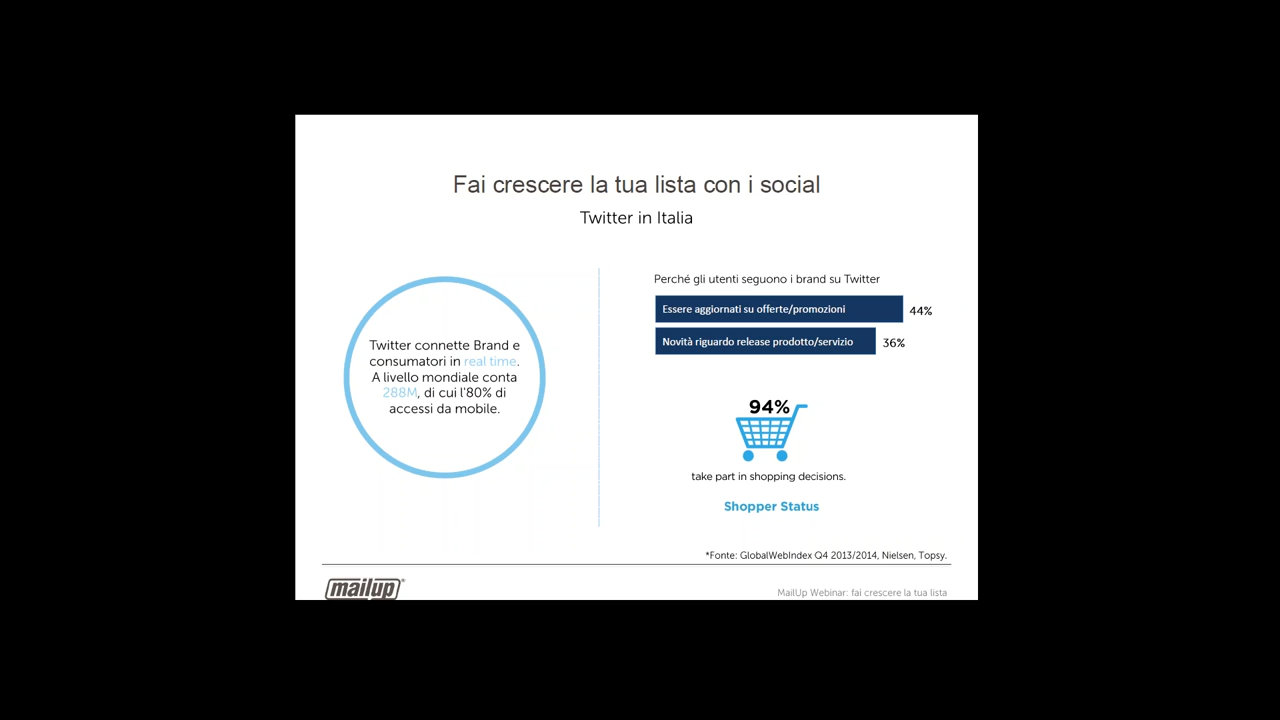 Fai crescere la tua lista con i social
Twitter in Italia
Twitter connette Brand e
consumatori in real time.
A livello mondiale conta
288M, di cui l'80% di
accessi da mobile.
Perché gli utenti seguono i brand su Twitter
Essere aggiornati su offerte/promozioni 44%
Novità riguardo release prodotto/servizio 36%
94%
take part in shopping decisions.
Shopper Status
*Fonte: GlobalWebIndex Q4 2013/2014, Nielsen, Topsy.
mailup®
MailUp Webinar: fai crescere la tua lista